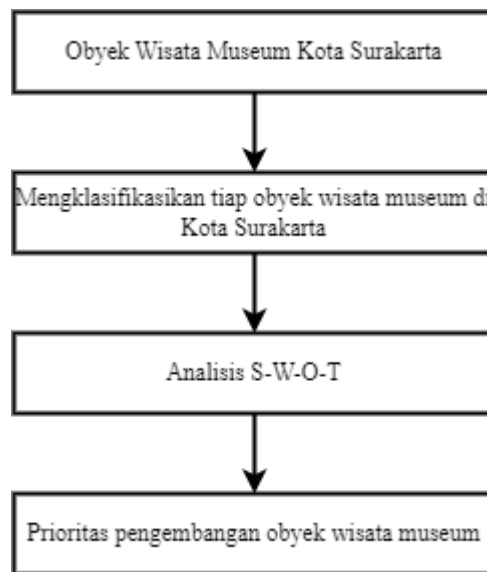 Obyek Wisata Museum Kota Surakarta
Mengklasifikasikan tiap obyek wisata museum di
Kota Surakarta
Analisis S-W-O-T
Prioritas pengembangan obyek wisata museum